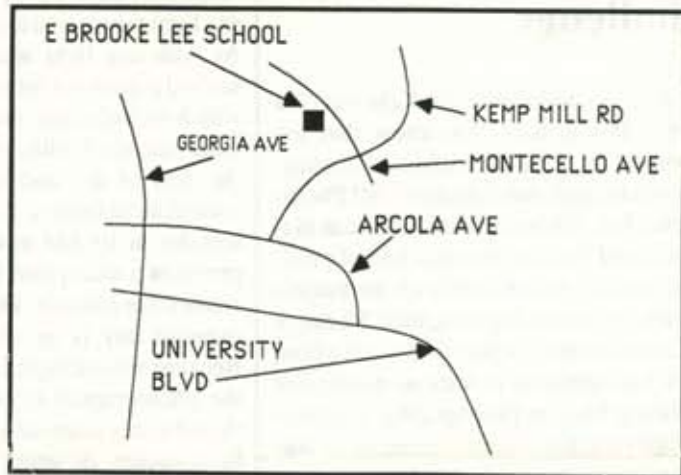 E BROOKE LEE SCHOOL
GEORGIA AVE
KEMP MILL RD
MONTECELLO AVE
ARCOLA AVE
UNIVERSITY
BLVD